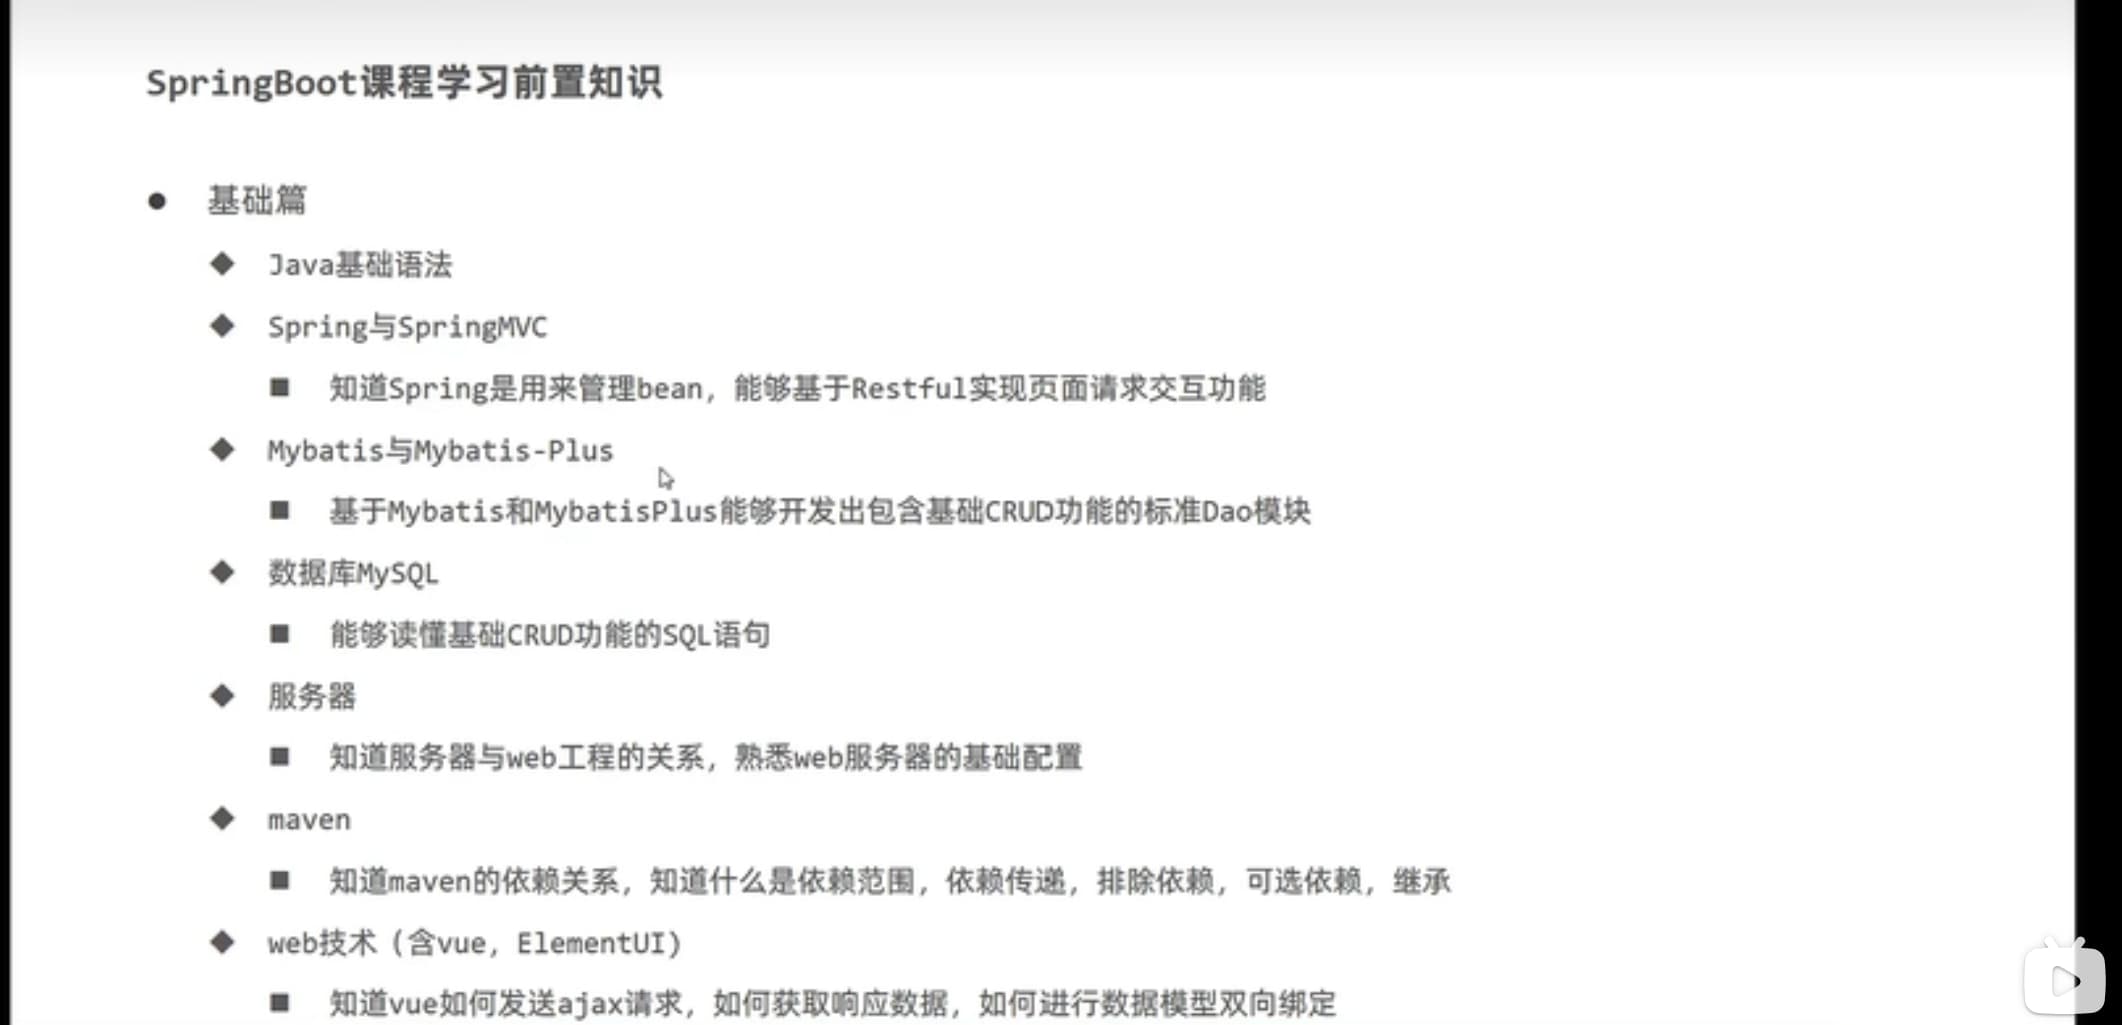 SpringBoot课程学习前置知识
● 基础篇
◆ Java基础语法
◆ Spring与SpringMVC
■ 知道Spring是用来管理bean，能够基于Restful实现页面请求交互功能
◆ Mybatis与Mybatis-Plus
■ 基于Mybatis和MybatisPlus能够开发出包含基础CRUD功能的标准Dao模块
◆ 数据库MySQL
■ 能够读懂基础CRUD功能的SQL语句
◆ 服务器
■ 知道服务器与web工程的关系，熟悉web服务器的基础配置
◆ maven
■ 知道maven的依赖关系，知道什么是依赖范围，依赖传递，排除依赖，可选依赖，继承
◆ web技术（含vue，ElementUI）
■ 知道vue如何发送ajax请求，如何获取响应数据，如何进行数据模型双向绑定